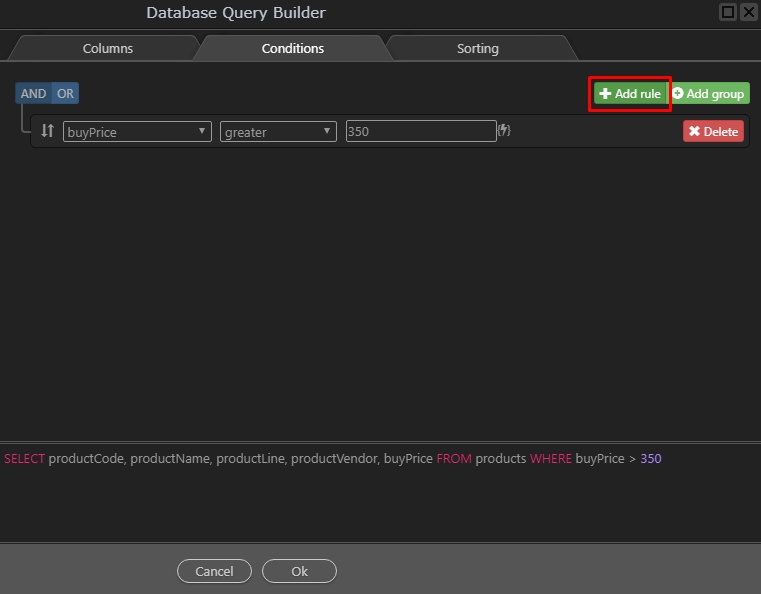 Database Query Builder
Columns Conditions Sorting
AND OR Add rule Add group
buyPrice greater 350 Delete
SELECT productCode, productName, productLine, productVendor, buyPrice FROM products WHERE buyPrice > 350
Cancel Ok